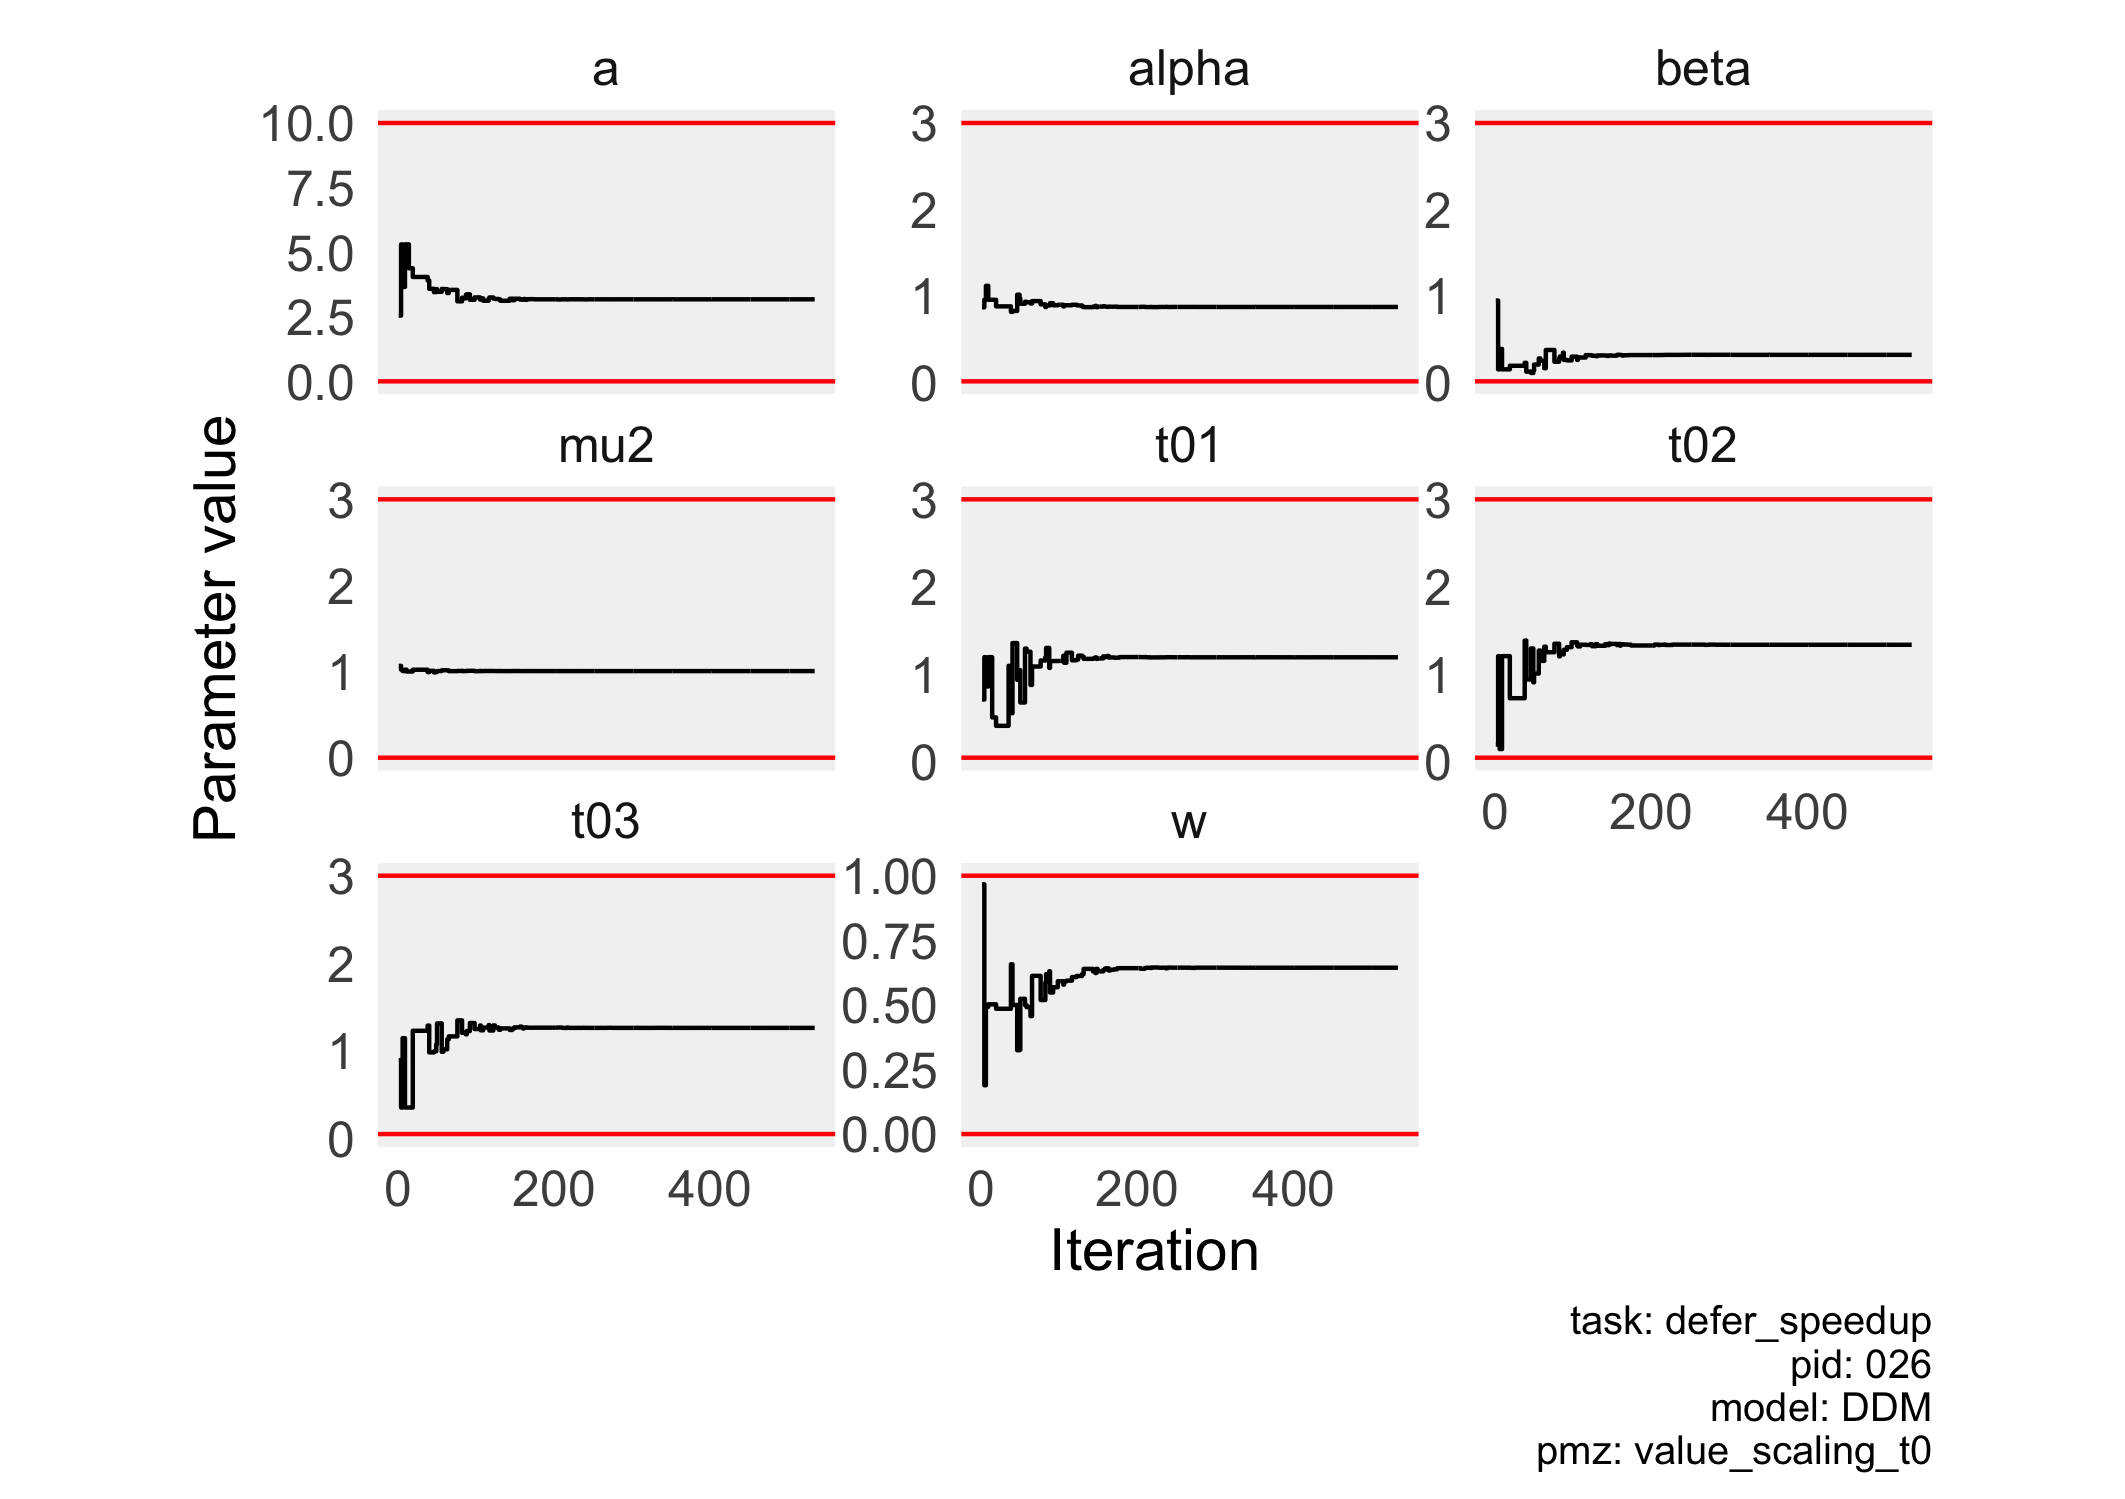 a
alpha
beta
10.0
7.5
5.0
2.5
0.0
3
2
1
0
3
2
1
0
mu2
t01
t02
3
2
1
0
3
2
1
0
3
2
1
0
0 200 400
t03
w
3
2
1
0
1.00
0.75
0.50
0.25
0.00
0 200 400
0 200 400
Parameter value
Iteration
task: defer_speedup
pid: 026
model: DDM
pmz: value_scaling_t0